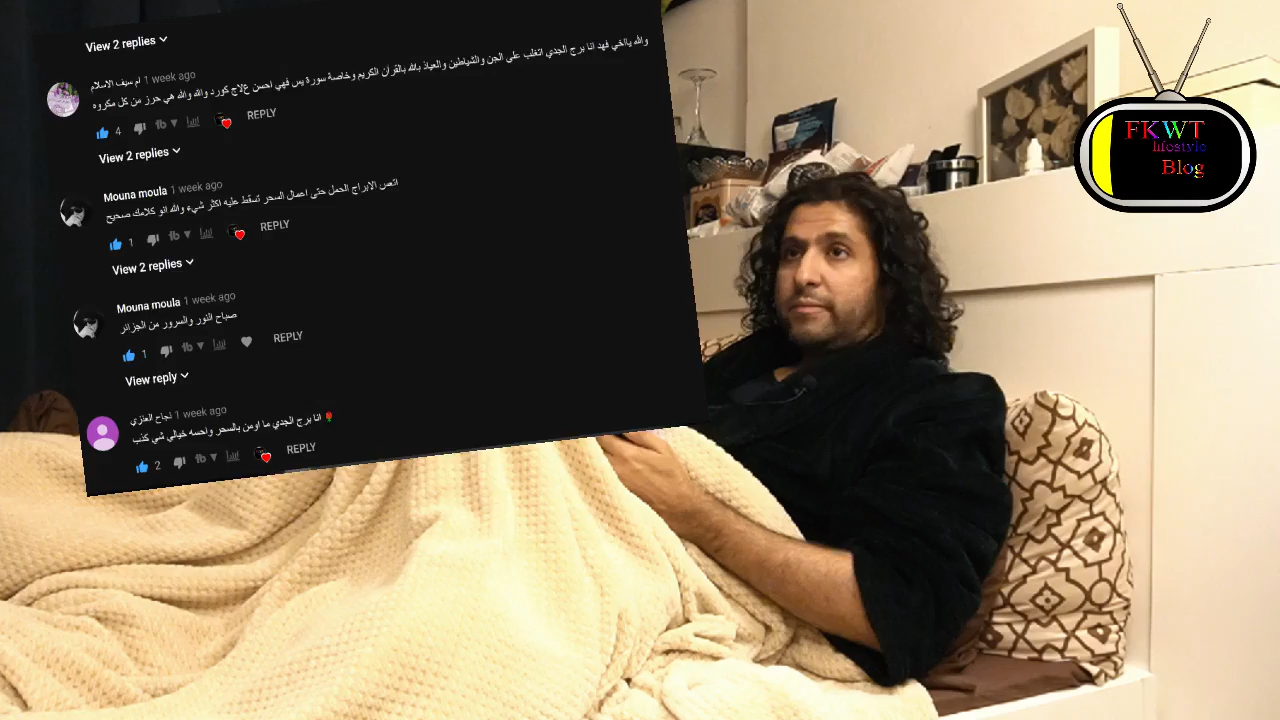 View 2 replies
ام سيف الاسلام 1 week ago
والله يااخي فهد انا برج الجدي اتغلب على الجن والشياطين والعياذ بالله بالقرآن الكريم وخاصة سورة يس فهي احسن علاج كورد والله والله هي حرز من كل مكروه
4 REPLY
View 2 replies
Mouna moula 1 week ago
اتعس الابراج الحمل حتى اعمال السحر تسقط عليه اكثر شيء والله انو كلامك صحيح
1 REPLY
View 2 replies
Mouna moula 1 week ago
صباح النور والسرور من الجزائر
1 REPLY
View reply
نجاح العنزي 1 week ago
انا برج الجدي ما اومن بالسحر واحسه خيالي شي كذب
2 REPLY
FKWT
lifestyle
Blog